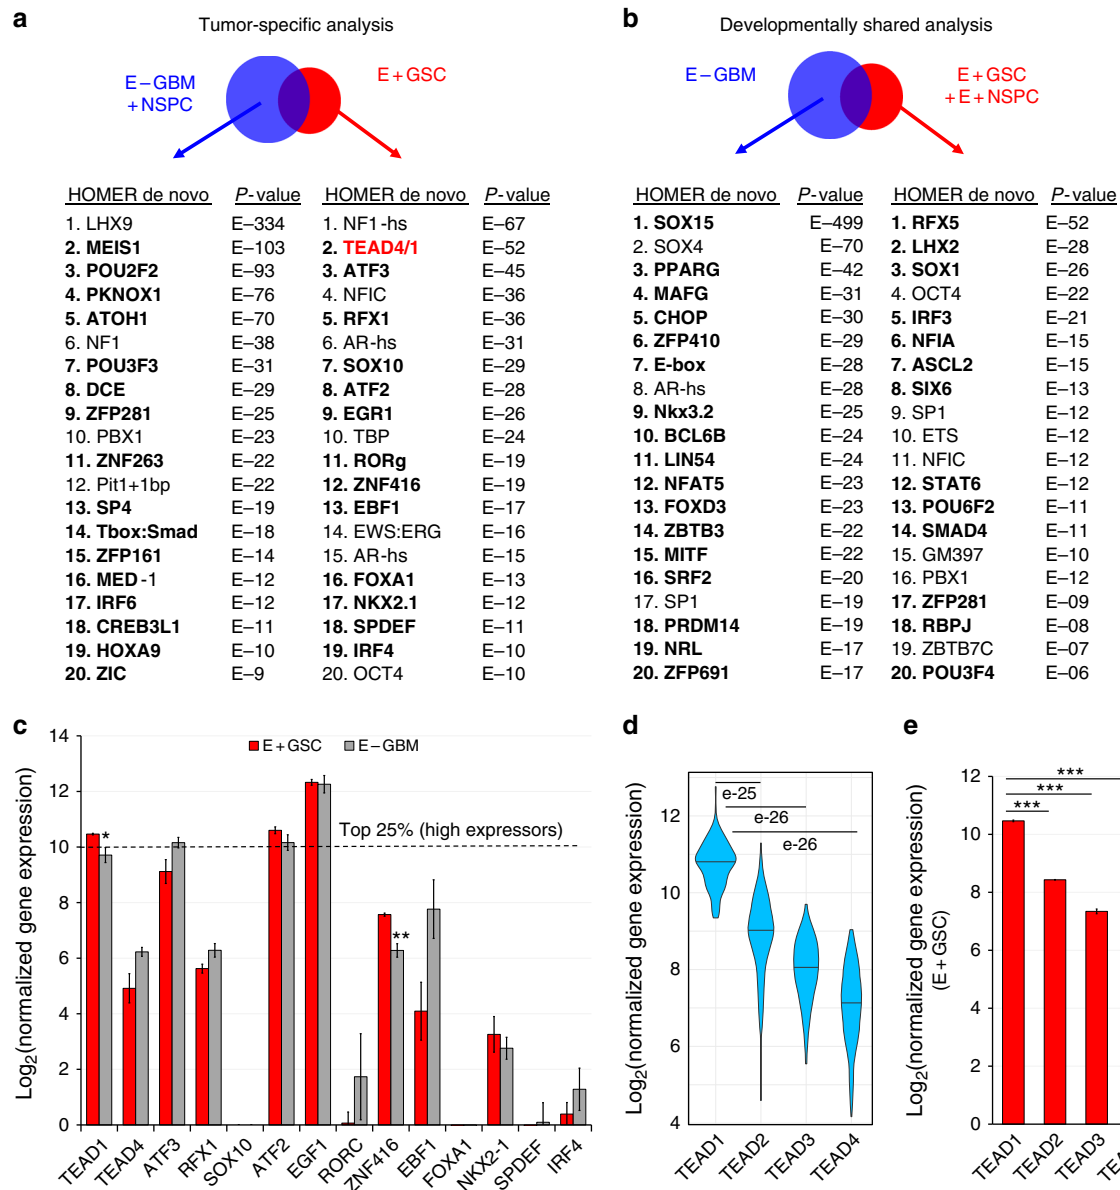 a
Tumor-specific analysis
E–GBM
+NSPC
E+GSC
HOMER de novo P-value HOMER de novo P-value
1. LHX9 E–334 1. NF1-hs E–67
2. MEIS1 E–103 2. TEAD4/1 E–52
3. POU2F2 E–93 3. ATF3 E–45
4. PKNOX1 E–76 4. NFIC E–36
5. ATOH1 E–70 5. RFX1 E–36
6. NF1 E–38 6. AR-hs E–31
7. POU3F3 E–31 7. SOX10 E–29
8. DCE E–29 8. ATF2 E–28
9. ZFP281 E–25 9. EGR1 E–26
10. PBX1 E–23 10. TBP E–24
11. ZNF263 E–22 11. RORg E–19
12. Pit1+1bp E–22 12. ZNF416 E–19
13. SP4 E–19 13. EBF1 E–17
14. Tbox:Smad E–18 14. EWS:ERG E–16
15. ZFP161 E–14 15. AR-hs E–15
16. MED-1 E–12 16. FOXA1 E–13
17. IRF6 E–12 17. NKX2.1 E–12
18. CREB3L1 E–11 18. SPDEF E–11
19. HOXA9 E–10 19. IRF4 E–10
20. ZIC E–9 20. OCT4 E–10
b
Developmentally shared analysis
E–GBM
E+GSC
+E+NSPC
HOMER de novo P-value HOMER de novo P-value
1. SOX15 E–499 1. RFX5 E–52
2. SOX4 E–70 2. LHX2 E–28
3. PPARG E–42 3. SOX1 E–26
4. MAFG E–31 4. OCT4 E–22
5. CHOP E–30 5. IRF3 E–21
6. ZFP410 E–29 6. NFIA E–15
7. E-box E–28 7. ASCL2 E–15
8. AR-hs E–28 8. SIX6 E–13
9. Nkx3.2 E–25 9. SP1 E–12
10. BCL6B E–24 10. ETS E–12
11. LIN54 E–24 11. NFIC E–12
12. NFAT5 E–23 12. STAT6 E–12
13. FOXD3 E–23 13. POU6F2 E–11
14. ZBTB3 E–22 14. SMAD4 E–11
15. MITF E–22 15. GM397 E–10
16. SRF2 E–20 16. PBX1 E–12
17. SP1 E–19 17. ZFP281 E–09
18. PRDM14 E–19 18. RBPJ E–08
19. NRL E–17 19. ZBTB7C E–07
20. ZFP691 E–17 20. POU3F4 E–06
c
Log2(normalized gene expression)
14
12
10
8
6
4
2
0
E+GSC E–GBM
Top 25% (high expressors)
*
**
TEAD1 TEAD4 ATF3 RFX1 SOX10 ATF2 EGF1 RORC ZNF416 EBF1 FOXA1 NKX2-1 SPDEF IRF4
d
Log2(normalized gene expression)
12
10
8
6
4
e-25
e-26
e-26
TEAD1 TEAD2 TEAD3 TEAD4
e
Log2(normalized gene expression)
(E+GSC)
12
10
8
6
4
2
0
***
***
***
TEAD1 TEAD2 TEAD3